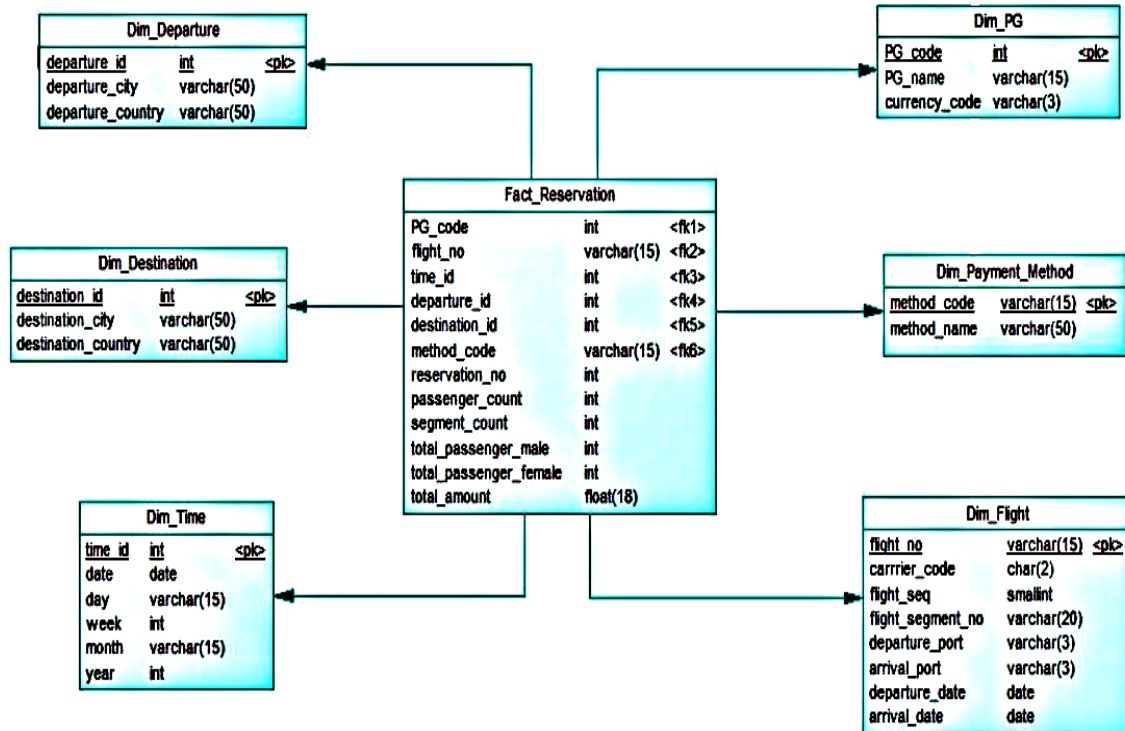 Dim_Departure
departure_id int <pk>
departure_city varchar(50)
departure_country varchar(50)
Dim_PG
PG_code int <pk>
PG_name varchar(15)
currency_code varchar(3)
Fact_Reservation
PG_code int <fk1>
flight_no varchar(15) <fk2>
time_id int <fk3>
departure_id int <fk4>
destination_id int <fk5>
method_code varchar(15) <fk6>
reservation_no int
passenger_count int
segment_count int
total_passenger_male int
total_passenger_female int
total_amount float(18)
Dim_Destination
destination_id int <pk>
destination_city varchar(50)
destination_country varchar(50)
Dim_Payment_Method
method_code varchar(15) <pk>
method_name varchar(50)
Dim_Time
time_id int <pk>
date date
day varchar(15)
week int
month varchar(15)
year int
Dim_Flight
flight_no varchar(15) <pk>
carrrier_code char(2)
flight_seq smallint
flight_segment_no varchar(20)
departure_port varchar(3)
arrival_port varchar(3)
departure_date date
arrival_date date